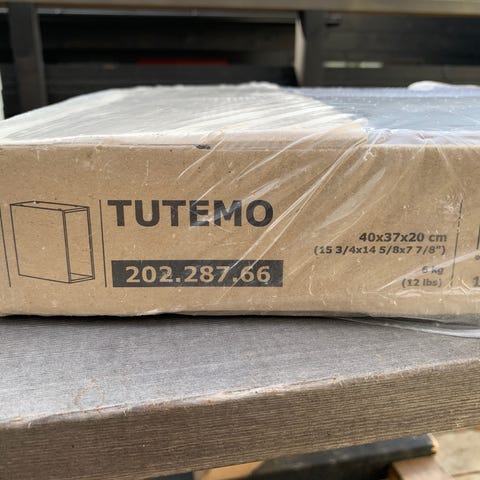 TUTEMO
202.287.66
40x37x20 cm
(15 3/4x14 5/8x7 7/8")
6 kg
(12 lbs)